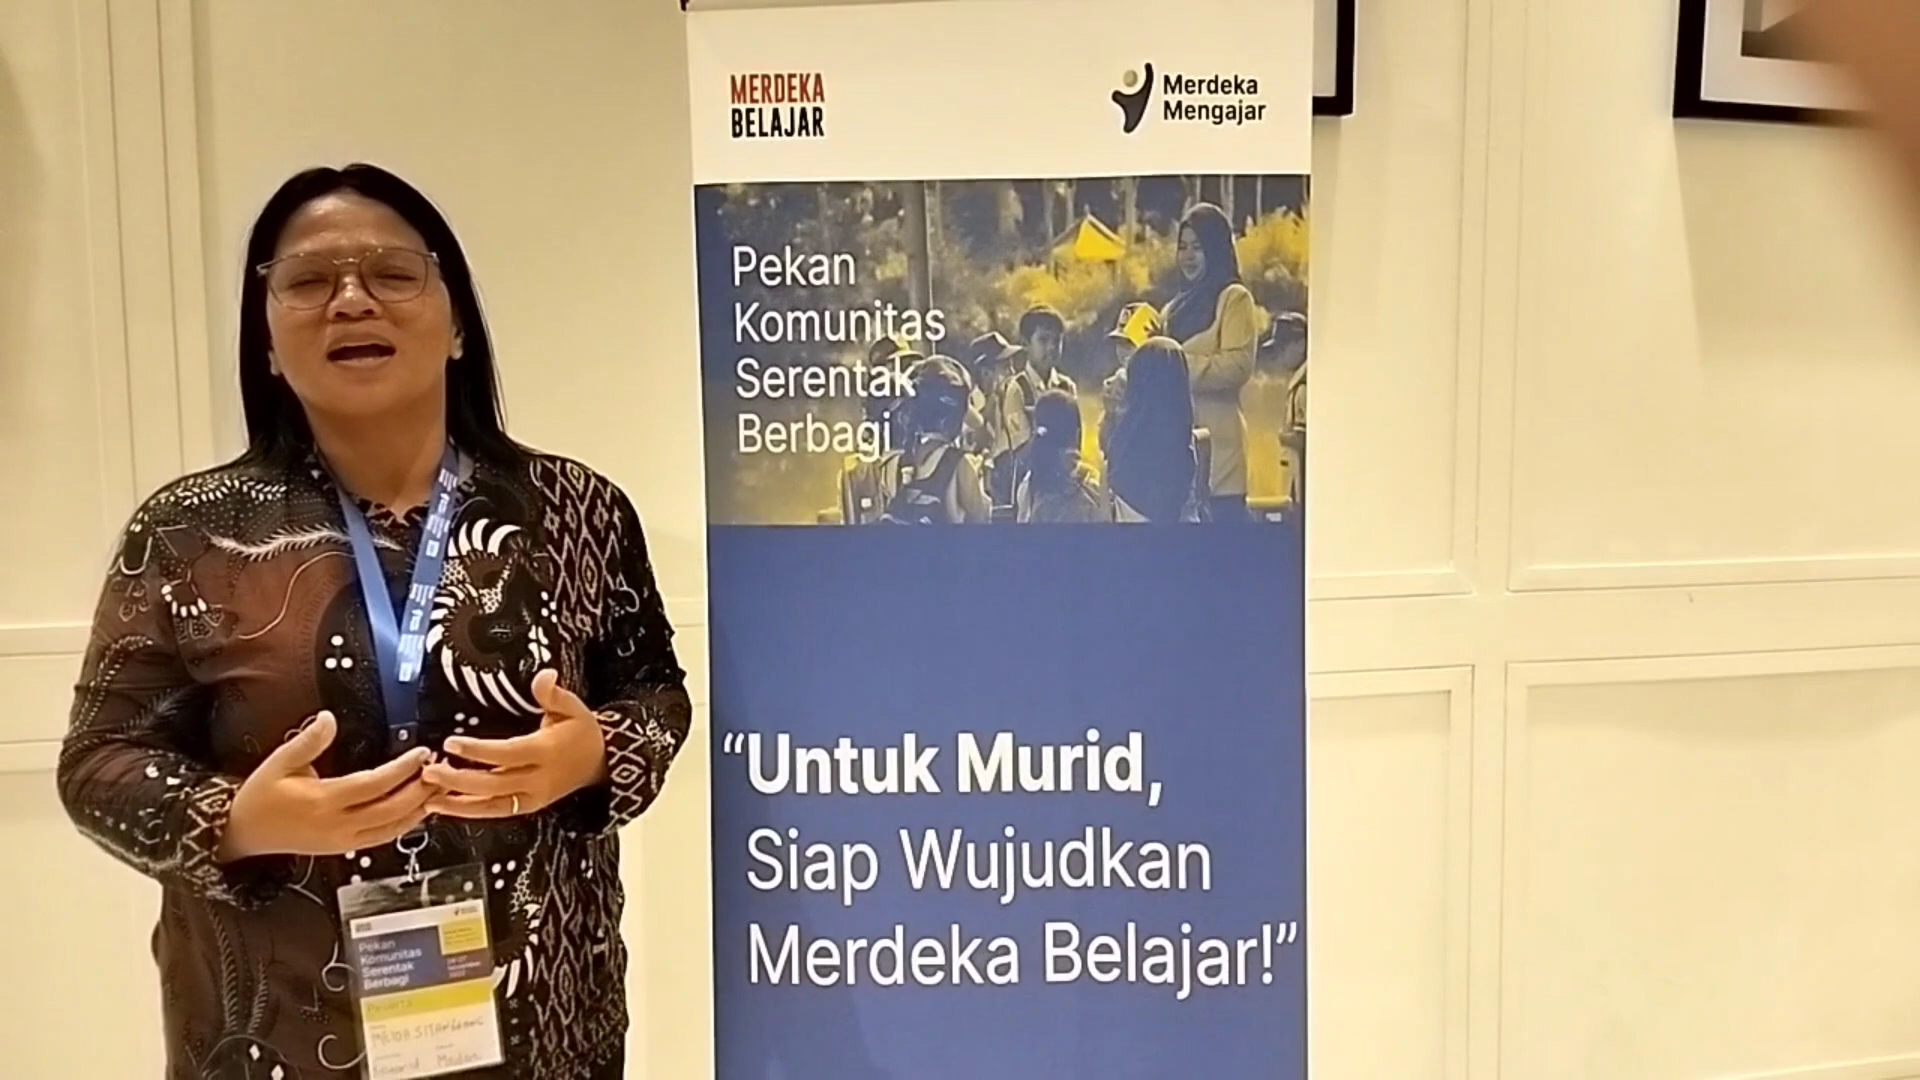 MERDEKA
BELAJAR
Merdeka
Mengajar
Pekan
Komunitas
Serentak
Berbagi
“Untuk Murid,
Siap Wujudkan
Merdeka Belajar!”
Pekan
Komunitas
Serentak
Berbagi
Medan